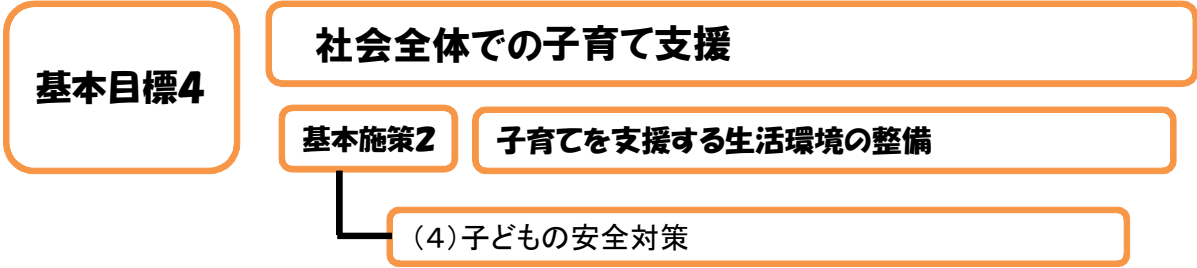 基本目標4
社会全体での子育て支援
基本施策2
子育てを支援する生活環境の整備
（４）子どもの安全対策